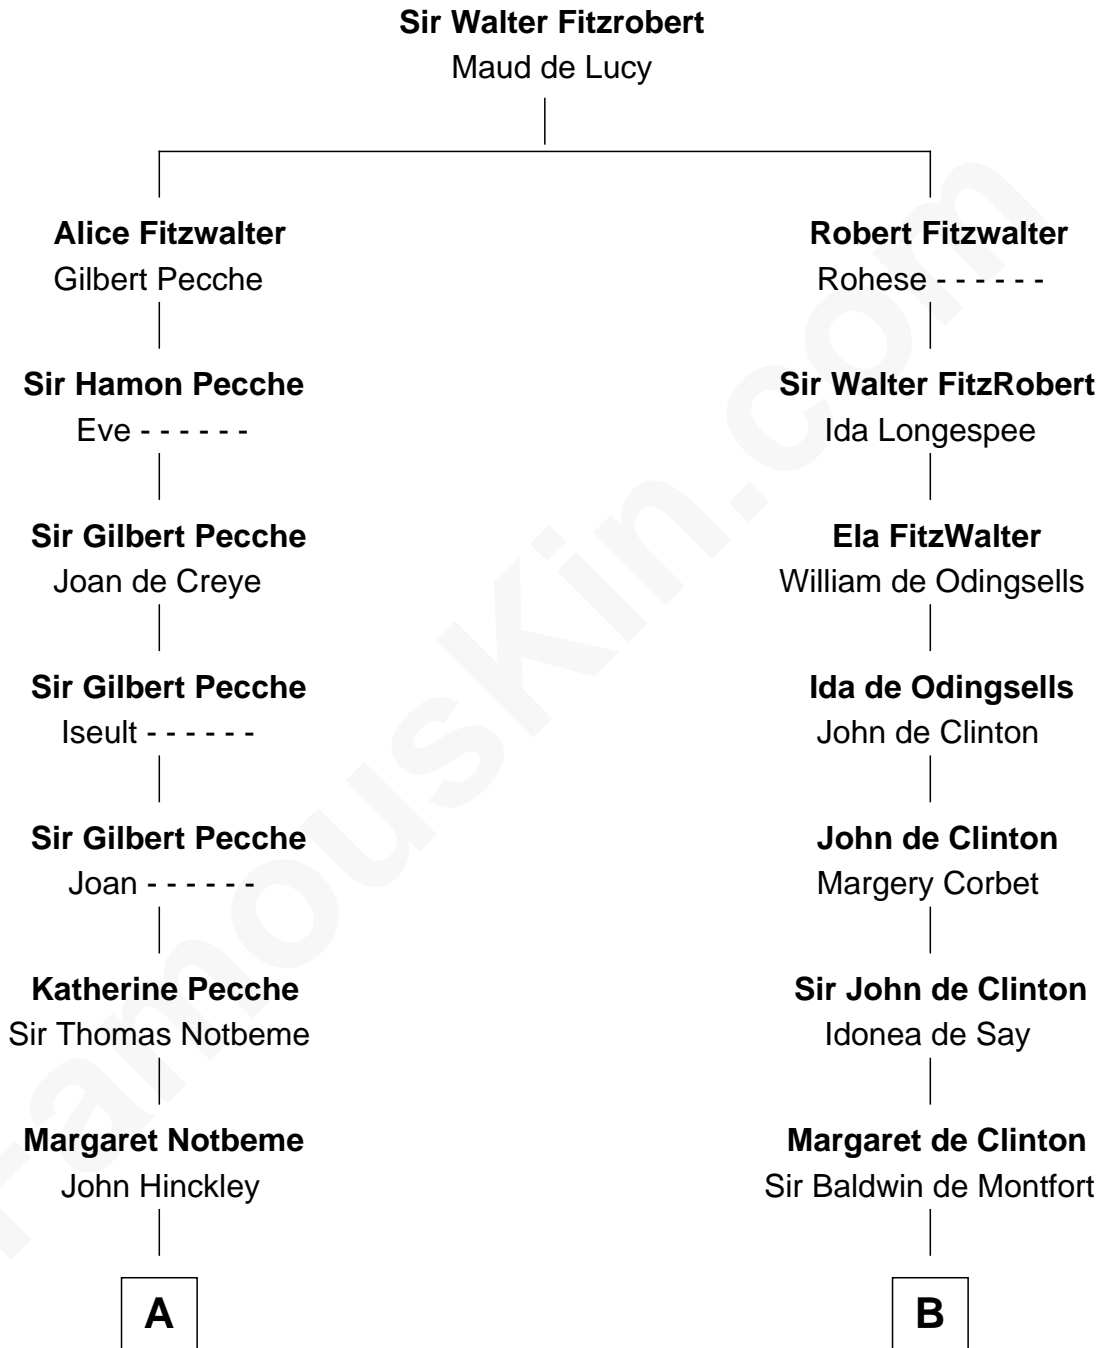 Sir Walter Fitzrobert
Maud de Lucy
Alice Fitzwalter
Gilbert Pecche
Robert Fitzwalter
Rohese - - - - - -
Sir Hamon Pecche
Eve - - - - - -
Sir Walter FitzRobert
Ida Longespee
Sir Gilbert Pecche
Joan de Creye
Ela FitzWalter
William de Odingsells
Sir Gilbert Pecche
Iseult - - - - - -
Ida de Odingsells
John de Clinton
Sir Gilbert Pecche
Joan - - - - - -
John de Clinton
Margery Corbet
Katherine Pecche
Sir Thomas Notbeme
Sir John de Clinton
Idonea de Say
Margaret Notbeme
John Hinckley
Margaret de Clinton
Sir Baldwin de Montfort
A
B
FamousKin.com